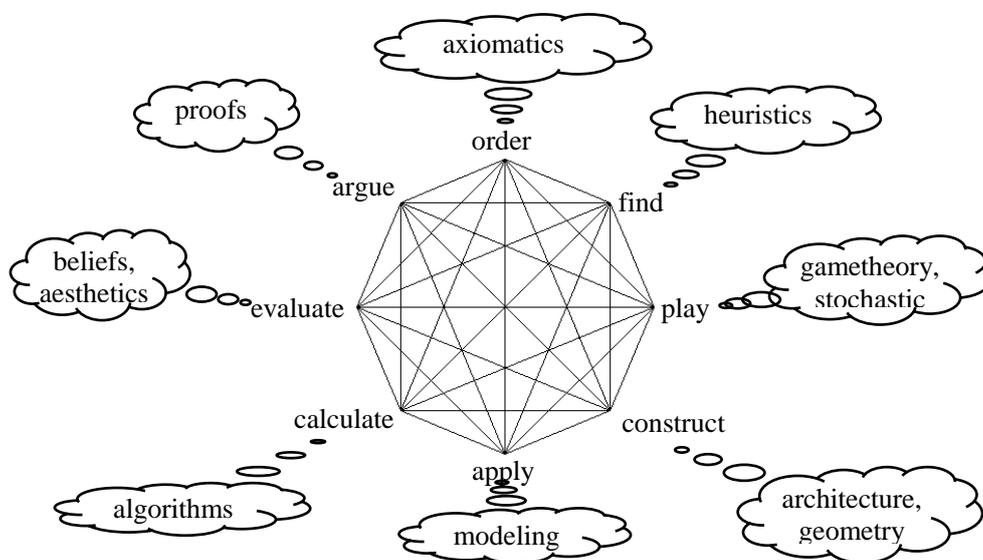 axiomatics
proofs
heuristics
order
argue
find
beliefs,
aesthetics
gametheory,
stochastic
evaluate
play
calculate
construct
apply
algorithms
modeling
architecture,
geometry